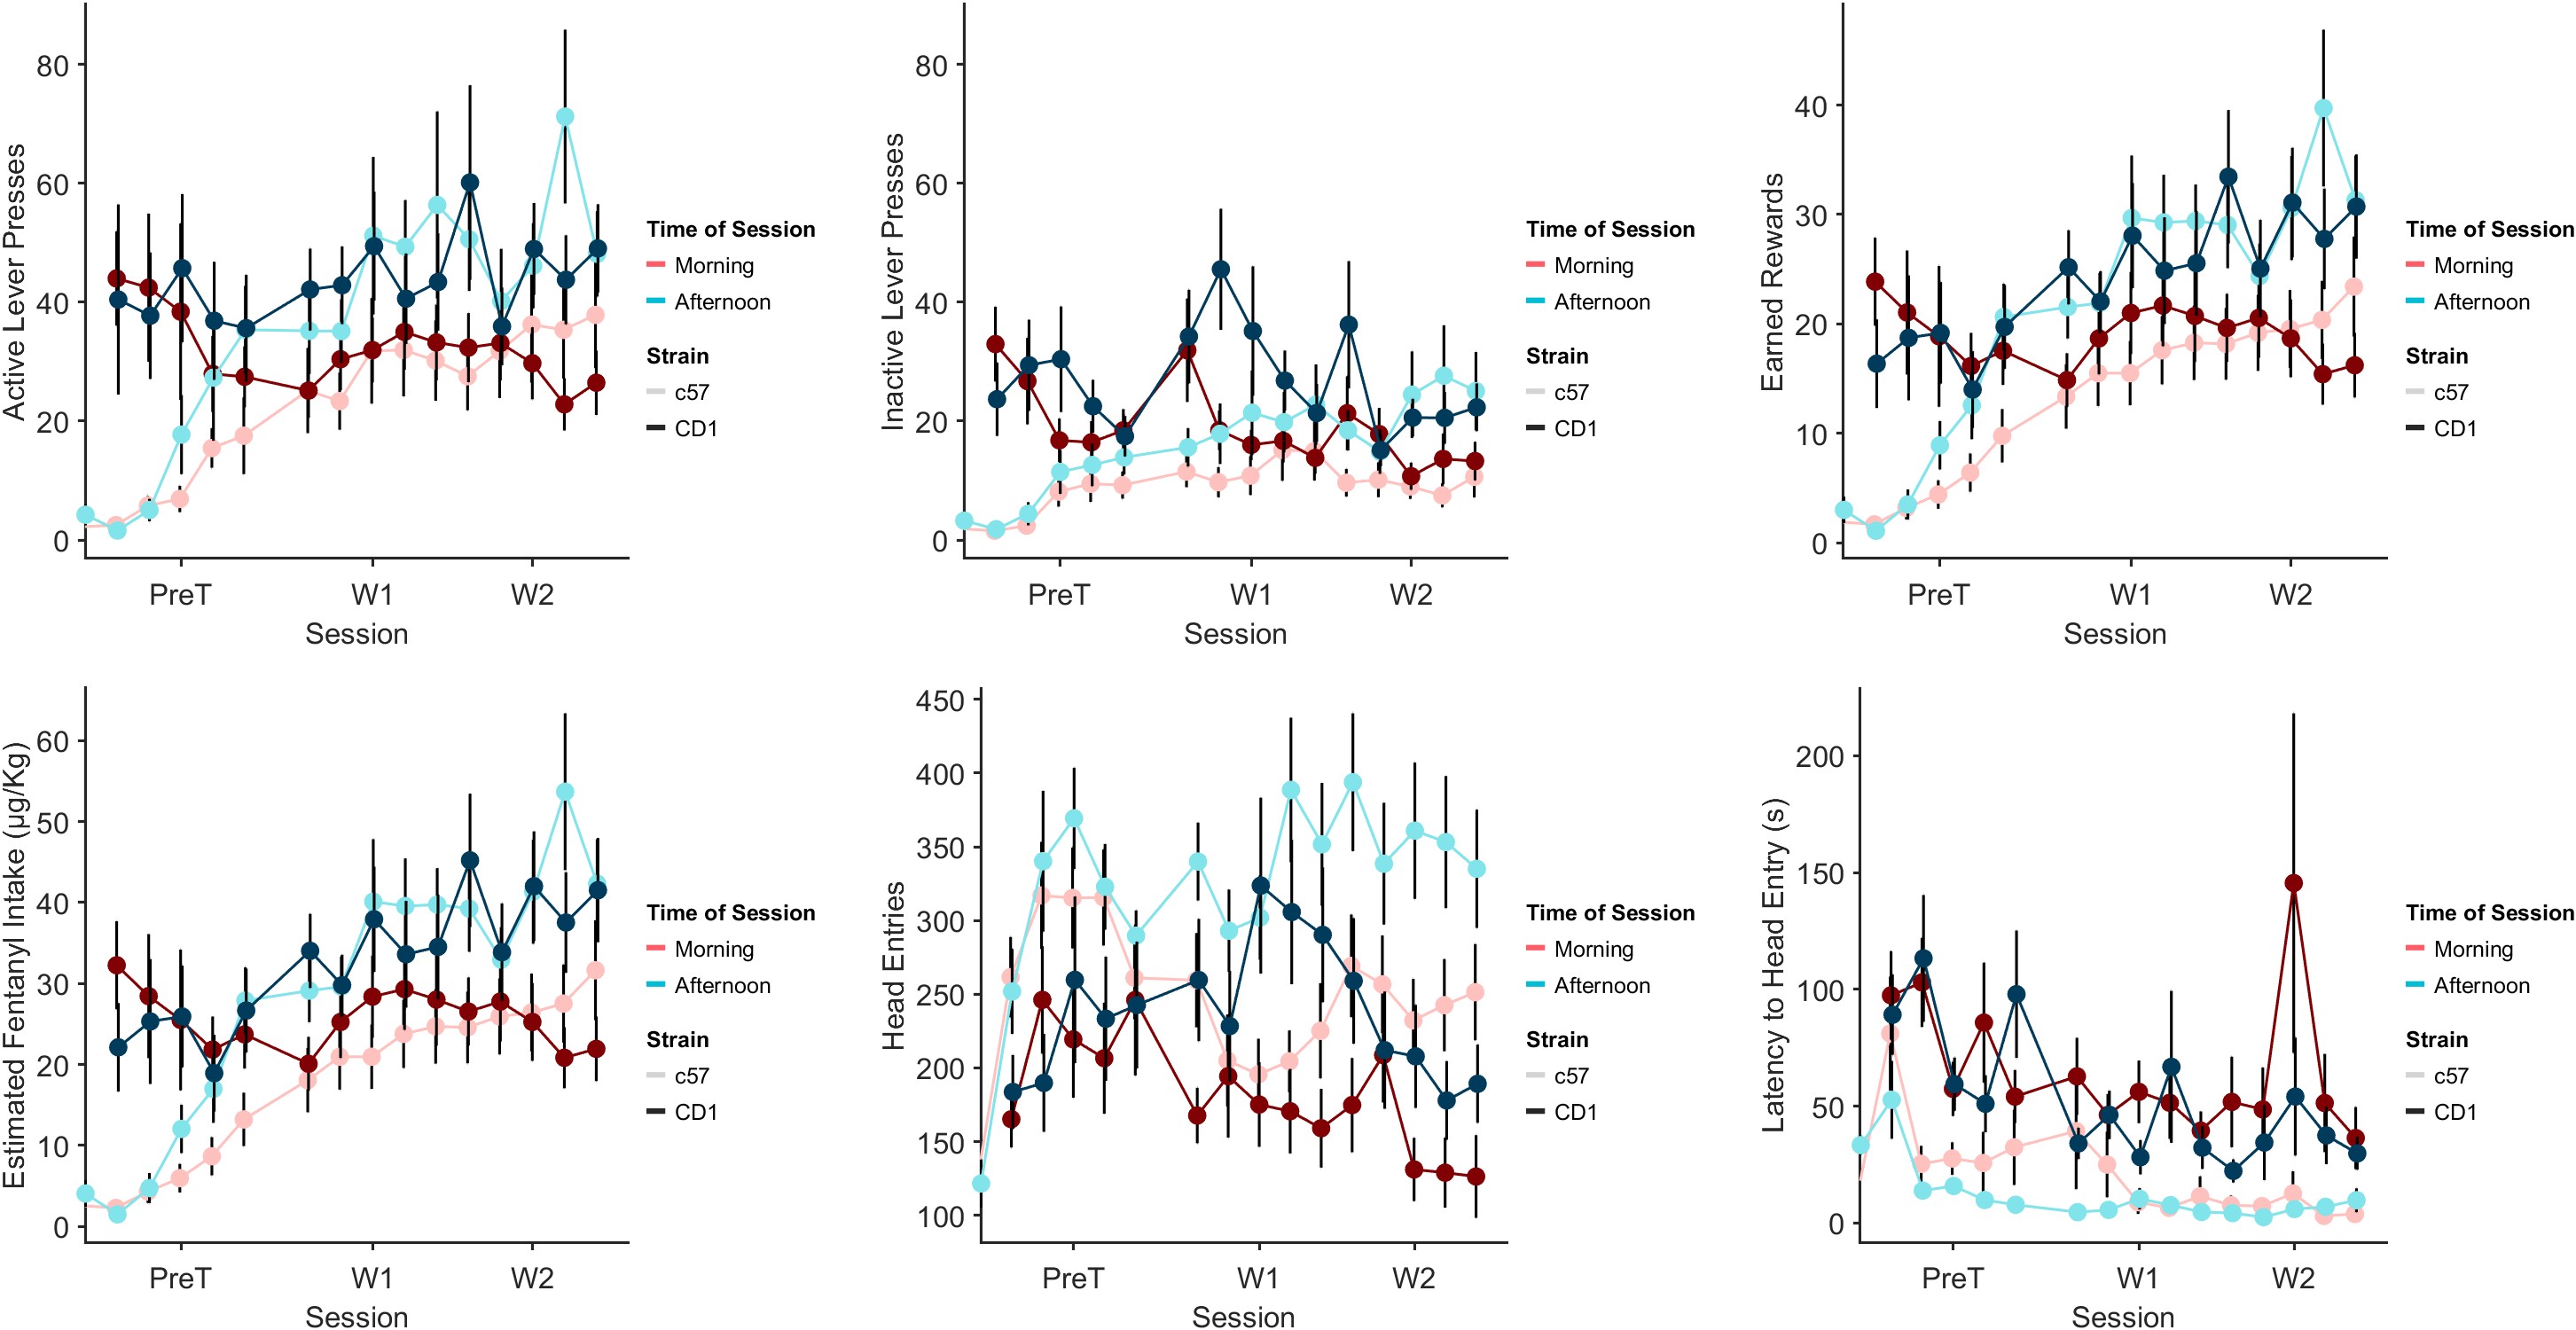 Active Lever Presses
80
60
40
20
0
PreT
W1
W2
Session
Time of Session
Morning
Afternoon
Strain
c57
CD1
Inactive Lever Presses
80
60
40
20
0
PreT
W1
W2
Session
Time of Session
Morning
Afternoon
Strain
c57
CD1
Earned Rewards
40
30
20
10
0
PreT
W1
W2
Session
Time of Session
Morning
Afternoon
Strain
c57
CD1
Estimated Fentanyl Intake (µg/Kg)
60
50
40
30
20
10
0
PreT
W1
W2
Session
Time of Session
Morning
Afternoon
Strain
c57
CD1
Head Entries
450
400
350
300
250
200
150
100
PreT
W1
W2
Session
Time of Session
Morning
Afternoon
Strain
c57
CD1
Latency to Head Entry (s)
200
150
100
50
0
PreT
W1
W2
Session
Time of Session
Morning
Afternoon
Strain
c57
CD1